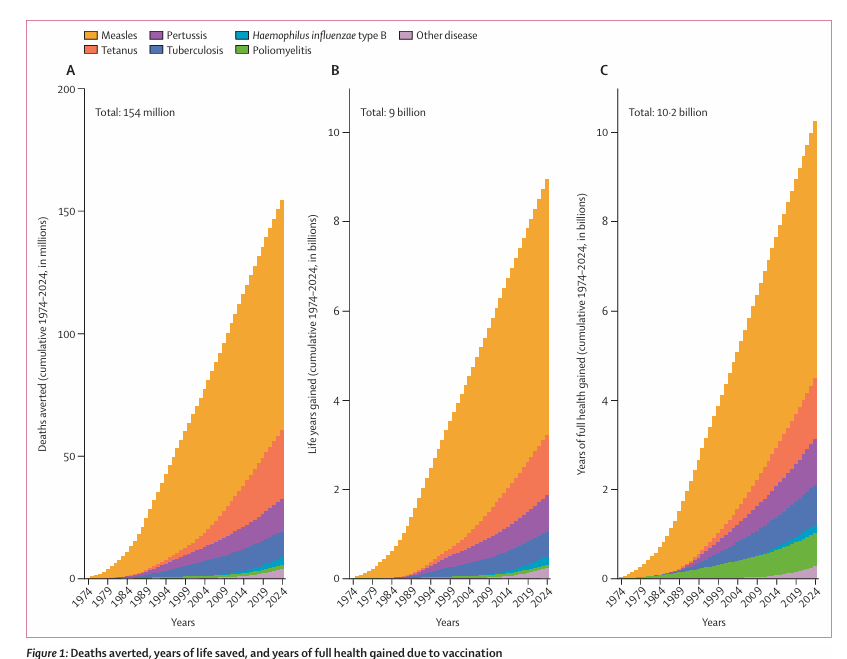 Measles Pertussis Haemophilus influenzae type B Other disease
Tetanus Tuberculosis Poliomyelitis
A B C
Total: 154 million
Total: 9 billion
Total: 10·2 billion
Deaths averted (cumulative 1974–2024, in millions)
200
150
100
50
0
1974 1979 1984 1989 1994 1999 2004 2009 2014 2019 2024
Years
Life years gained (cumulative 1974–2024, in billions)
10
8
6
4
2
0
1974 1979 1984 1989 1994 1999 2004 2009 2014 2019 2024
Years
Years of full health gained (cumulative 1974–2024, in billions)
10
8
6
4
2
0
1974 1979 1984 1989 1994 1999 2004 2009 2014 2019 2024
Years
Figure 1: Deaths averted, years of life saved, and years of full health gained due to vaccination